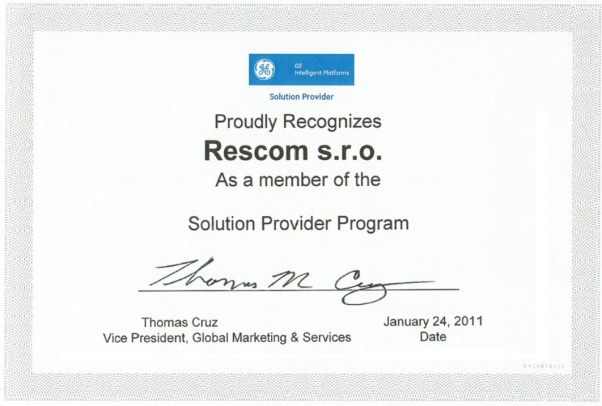 GE
Intelligent Platforms
Solution Provider
Proudly Recognizes
Rescom s.r.o.
As a member of the
Solution Provider Program
Thomas M Cruz
Thomas Cruz
Vice President, Global Marketing & Services
January 24, 2011
Date